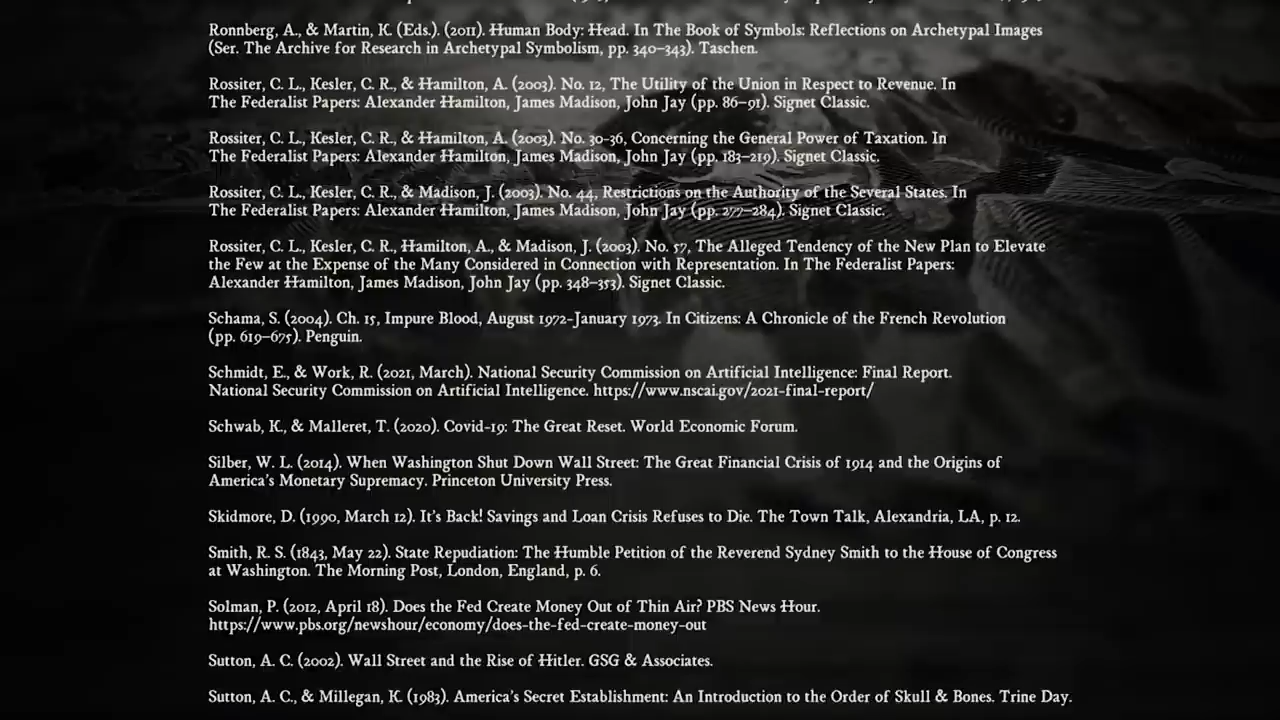 Ronnberg, A., & Martin, K. (Eds.). (2011). Human Body: Head. In The Book of Symbols: Reflections on Archetypal Images
(Ser. The Archive for Research in Archetypal Symbolism, pp. 340–343). Taschen.
Rossiter, C. L., Kesler, C. R., & Hamilton, A. (2003). No. 12, The Utility of the Union in Respect to Revenue. In
The Federalist Papers: Alexander Hamilton, James Madison, John Jay (pp. 86–91). Signet Classic.
Rossiter, C. L., Kesler, C. R., & Hamilton, A. (2003). No. 30-36, Concerning the General Power of Taxation. In
The Federalist Papers: Alexander Hamilton, James Madison, John Jay (pp. 183–219). Signet Classic.
Rossiter, C. L., Kesler, C. R., & Madison, J. (2003). No. 44, Restrictions on the Authority of the Several States. In
The Federalist Papers: Alexander Hamilton, James Madison, John Jay (pp. 277–284). Signet Classic.
Rossiter, C. L., Kesler, C. R., Hamilton, A., & Madison, J. (2003). No. 57, The Alleged Tendency of the New Plan to Elevate
the Few at the Expense of the Many Considered in Connection with Representation. In The Federalist Papers:
Alexander Hamilton, James Madison, John Jay (pp. 348–353). Signet Classic.
Schama, S. (2004). Ch. 15, Impure Blood, August 1972-January 1973. In Citizens: A Chronicle of the French Revolution
(pp. 619–675). Penguin.
Schmidt, E., & Work, R. (2021, March). National Security Commission on Artificial Intelligence: Final Report.
National Security Commission on Artificial Intelligence. https://www.nscai.gov/2021-final-report/
Schwab, K., & Malleret, T. (2020). Covid-19: The Great Reset. World Economic Forum.
Silber, W. L. (2014). When Washington Shut Down Wall Street: The Great Financial Crisis of 1914 and the Origins of
America's Monetary Supremacy. Princeton University Press.
Skidmore, D. (1990, March 12). It's Back! Savings and Loan Crisis Refuses to Die. The Town Talk, Alexandria, LA, p. 12.
Smith, R. S. (1843, May 22). State Repudiation: The Humble Petition of the Reverend Sydney Smith to the House of Congress
at Washington. The Morning Post, London, England, p. 6.
Solman, P. (2012, April 18). Does the Fed Create Money Out of Thin Air? PBS News Hour.
https://www.pbs.org/newshour/economy/does-the-fed-create-money-out
Sutton, A. C. (2002). Wall Street and the Rise of Hitler. GSG & Associates.
Sutton, A. C., & Millegan, K. (1983). America's Secret Establishment: An Introduction to the Order of Skull & Bones. Trine Day.